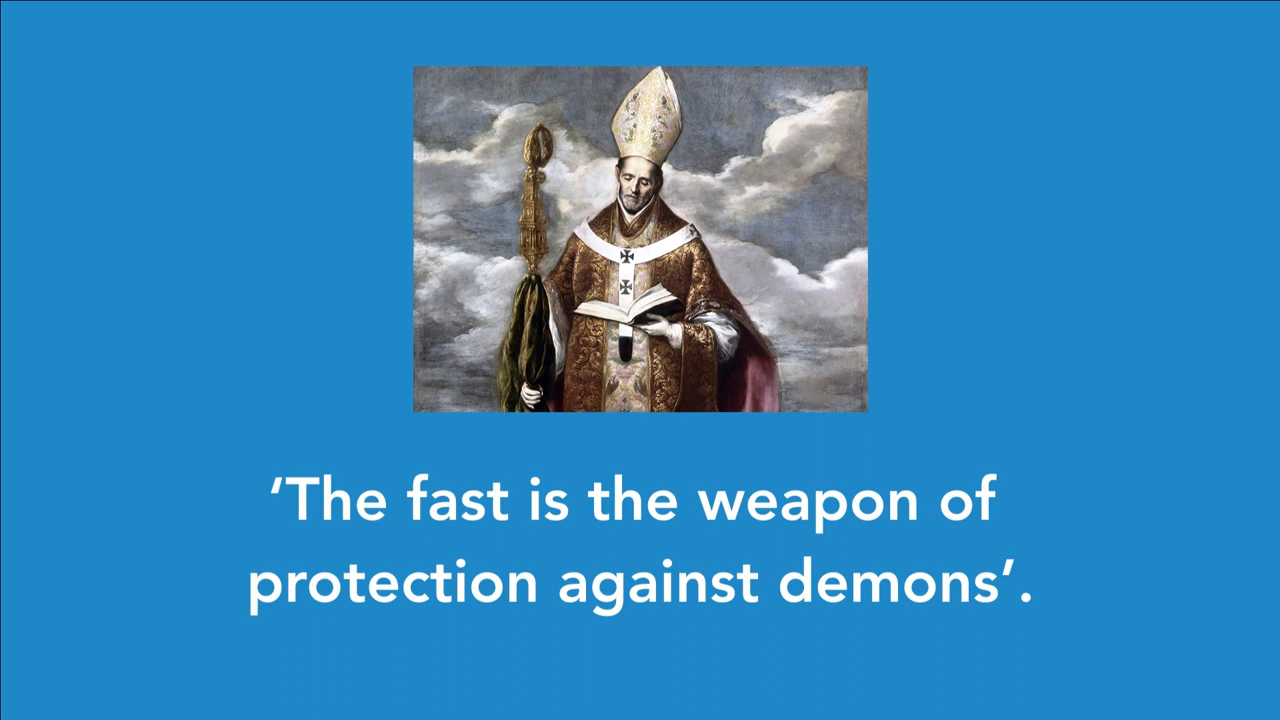 ‘The fast is the weapon of
protection against demons’.